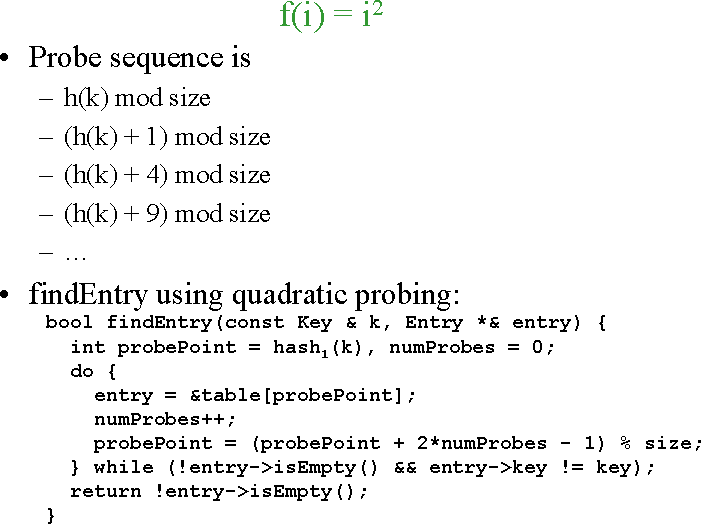 f(i) = i²
• Probe sequence is
– h(k) mod size
– (h(k) + 1) mod size
– (h(k) + 4) mod size
– (h(k) + 9) mod size
– …
• findEntry using quadratic probing:
bool findEntry(const Key & k, Entry *& entry) {
int probePoint = hash₁(k), numProbes = 0;
do {
entry = &table[probePoint];
numProbes++;
probePoint = (probePoint + 2*numProbes - 1) % size;
} while (!entry->isEmpty() && entry->key != key);
return !entry->isEmpty();
}